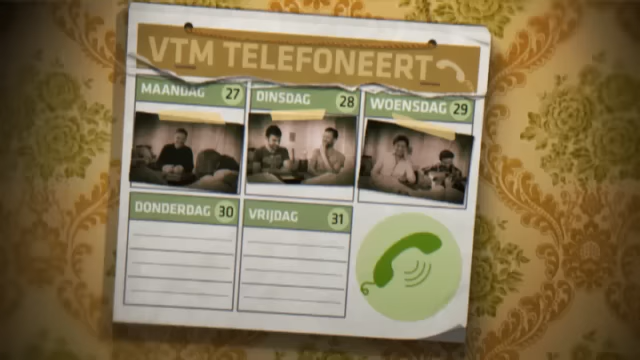 VTM TELEFONEERT
MAANDAG 27
DINSDAG 28
WOENSDAG 29
DONDERDAG 30
VRIJDAG 31